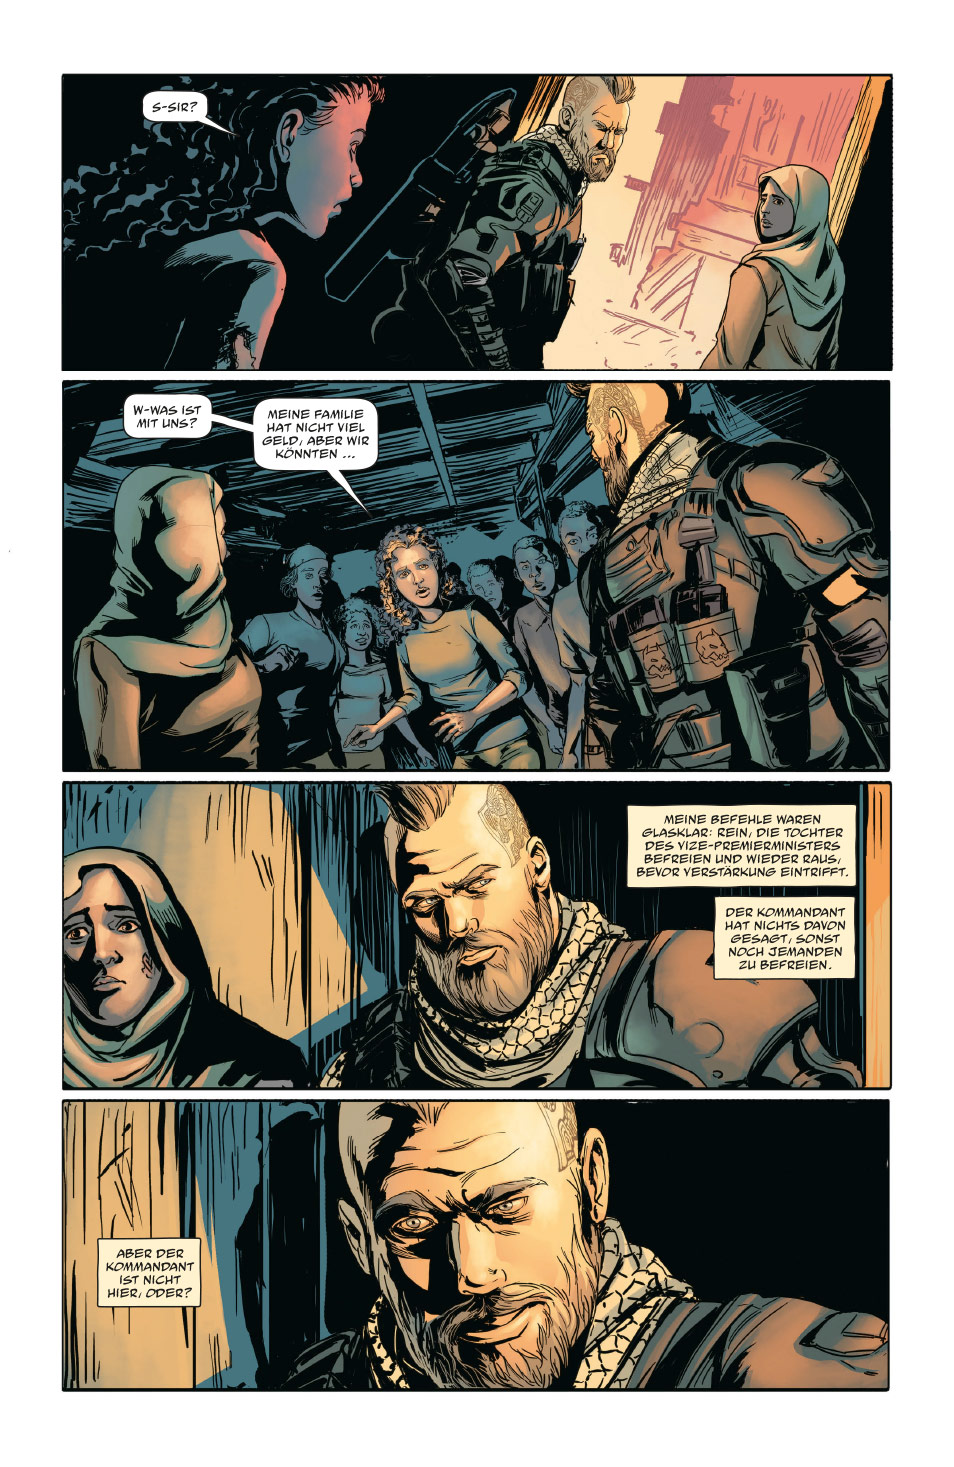 S-SIR?
W-WAS IST
MIT UNS?
MEINE FAMILIE
HAT NICHT VIEL
GELD, ABER WIR
KÖNNTEN ...
MEINE BEFEHLE WAREN
GLASKLAR: REIN, DIE TOCHTER
DES VIZE-PREMIERMINISTERS
BEFREIEN UND WIEDER RAUS,
BEVOR VERSTÄRKUNG EINTRIFFT.
DER KOMMANDANT
HAT NICHTS DAVON
GESAGT, SONST
NOCH JEMANDEN
ZU BEFREIEN.
ABER DER
KOMMANDANT
IST NICHT
HIER, ODER?